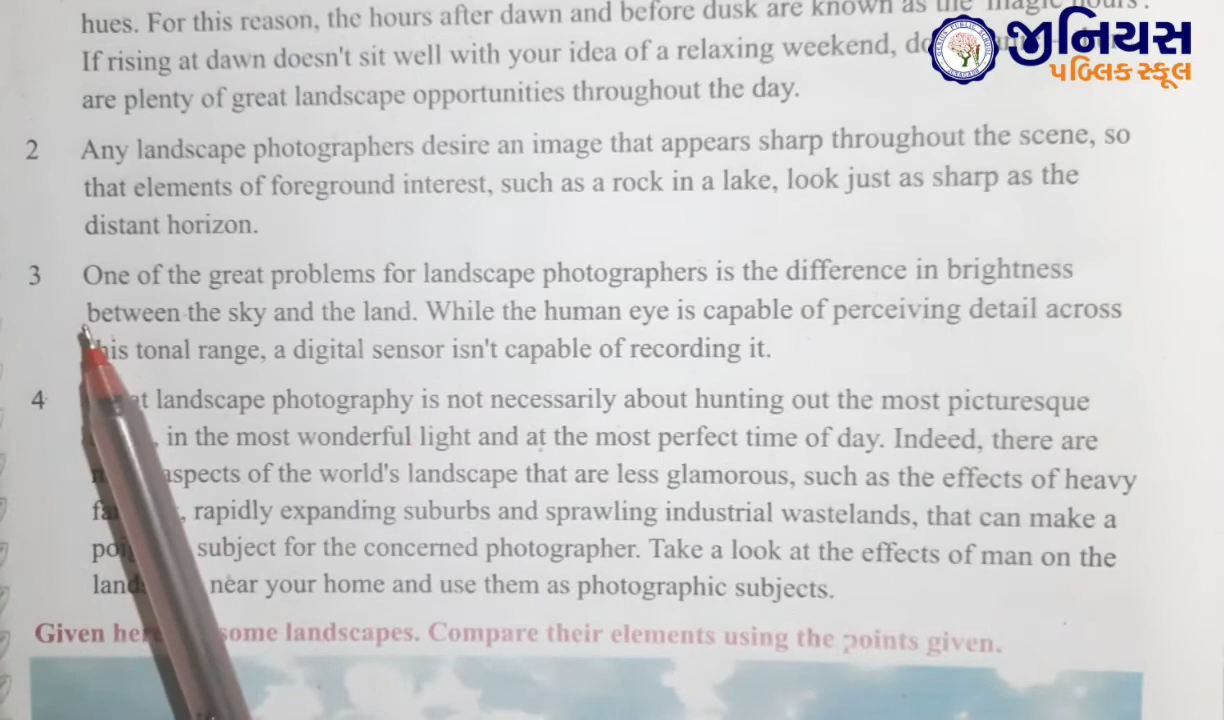 hues. For this reason, the hours after dawn and before dusk are known as the magic hours.
If rising at dawn doesn't sit well with your idea of a relaxing weekend,
are plenty of great landscape opportunities throughout the day.
2 Any landscape photographers desire an image that appears sharp throughout the scene, so
that elements of foreground interest, such as a rock in a lake, look just as sharp as the
distant horizon.
3 One of the great problems for landscape photographers is the difference in brightness
between the sky and the land. While the human eye is capable of perceiving detail across
this tonal range, a digital sensor isn't capable of recording it.
4 landscape photography is not necessarily about hunting out the most picturesque
in the most wonderful light and at the most perfect time of day. Indeed, there are
aspects of the world's landscape that are less glamorous, such as the effects of heavy
rapidly expanding suburbs and sprawling industrial wastelands, that can make a
subject for the concerned photographer. Take a look at the effects of man on the
near your home and use them as photographic subjects.
Given here some landscapes. Compare their elements using the points given.
જીનિયસ
પબ્લિક સ્કૂલ